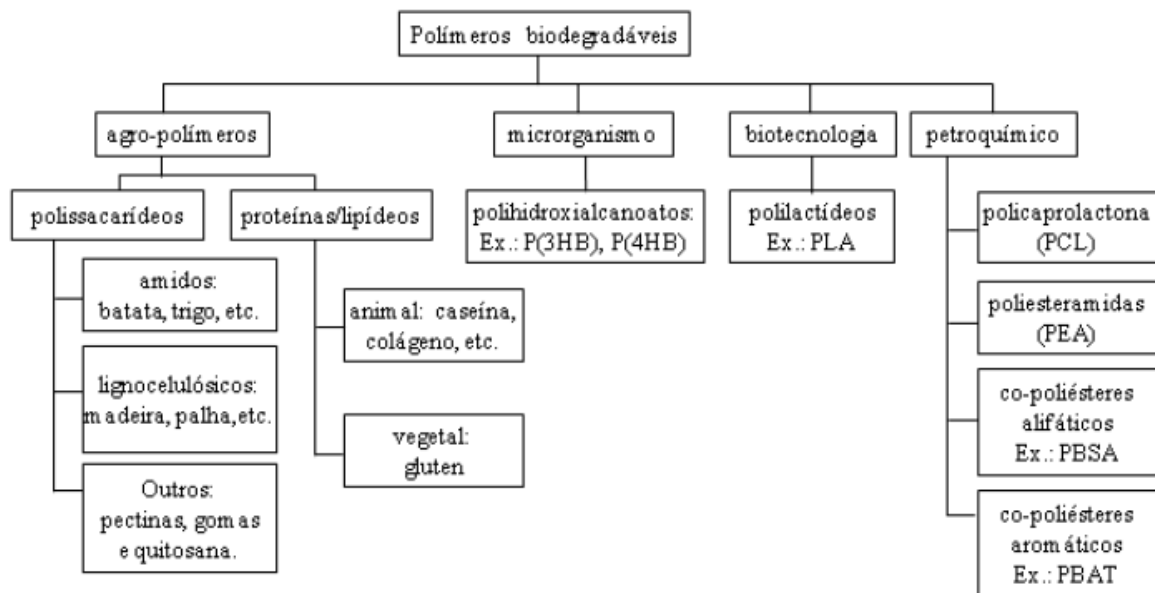 Polímeros biodegradáveis
agro-polímeros
microrganismo
biotecnologia
petroquímico
polissacarídeos
proteínas/lipídeos
polihidroxialcanoatos:
Ex.: P(3HB), P(4HB)
polilactídeos
Ex.: PLA
policaprolactona
(PCL)
amidos:
batata, trigo, etc.
animal: caseína,
colágeno, etc.
poliesteramidas
(PEA)
lignocelulósicos:
madeira, palha,etc.
vegetal:
gluten
co-poliésteres
alifáticos
Ex.: PBSA
Outros:
pectinas, gomas
e quitosana.
co-poliésteres
aromáticos
Ex.: PBAT